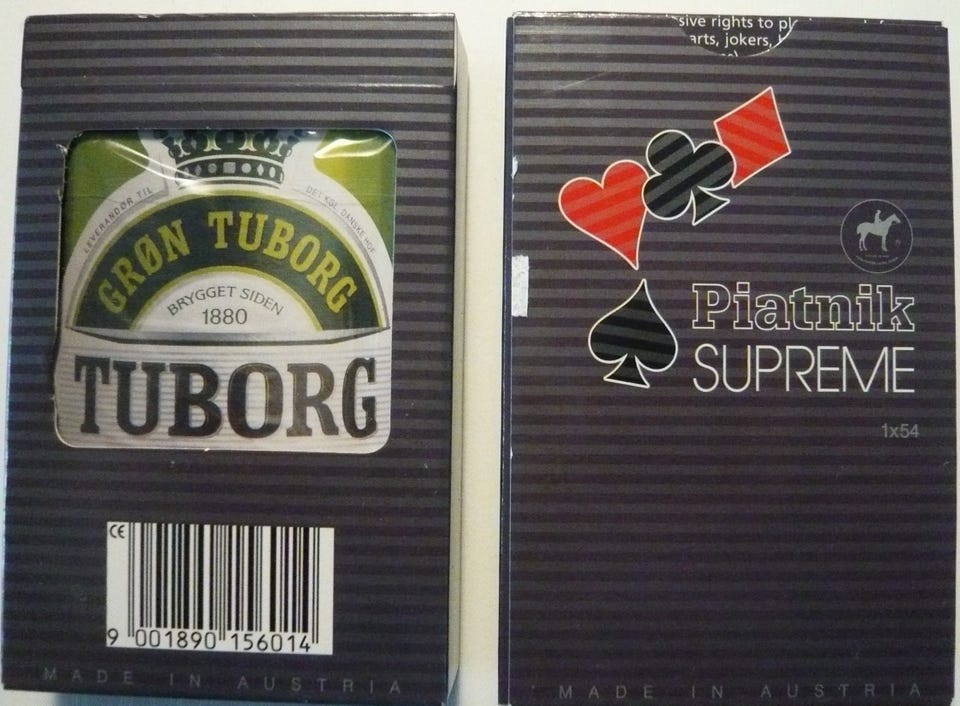 LEVERANDØR TIL
DET KGL. DANSKE HOF
GRØN TUBORG
BRYGGET SIDEN
1880
TUBORG
CE
9 001890 156014
MADE IN AUSTRIA
sive rights to pl
arts, jokers,
Piatnik
SUPREME
1x54
MADE IN AUSTRIA